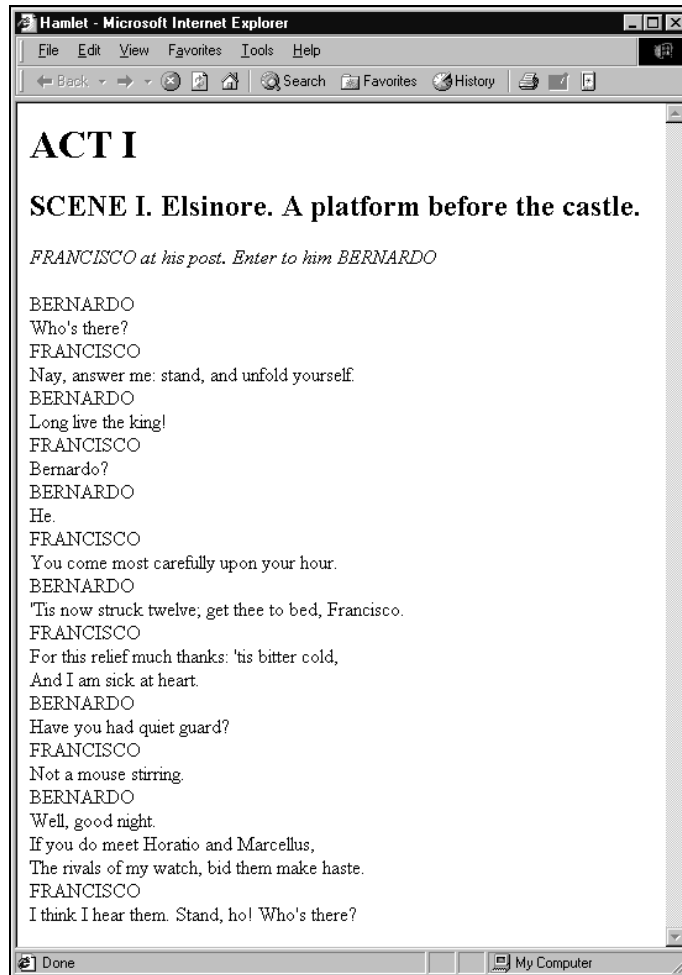 Hamlet - Microsoft Internet Explorer
File Edit View Favorites Tools Help
Back Search Favorites History
ACT I
SCENE I. Elsinore. A platform before the castle.
FRANCISCO at his post. Enter to him BERNARDO
BERNARDO
Who's there?
FRANCISCO
Nay, answer me: stand, and unfold yourself.
BERNARDO
Long live the king!
FRANCISCO
Bernardo?
BERNARDO
He.
FRANCISCO
You come most carefully upon your hour.
BERNARDO
'Tis now struck twelve; get thee to bed, Francisco.
FRANCISCO
For this relief much thanks: 'tis bitter cold,
And I am sick at heart.
BERNARDO
Have you had quiet guard?
FRANCISCO
Not a mouse stirring.
BERNARDO
Well, good night.
If you do meet Horatio and Marcellus,
The rivals of my watch, bid them make haste.
FRANCISCO
I think I hear them. Stand, ho! Who's there?
Done My Computer